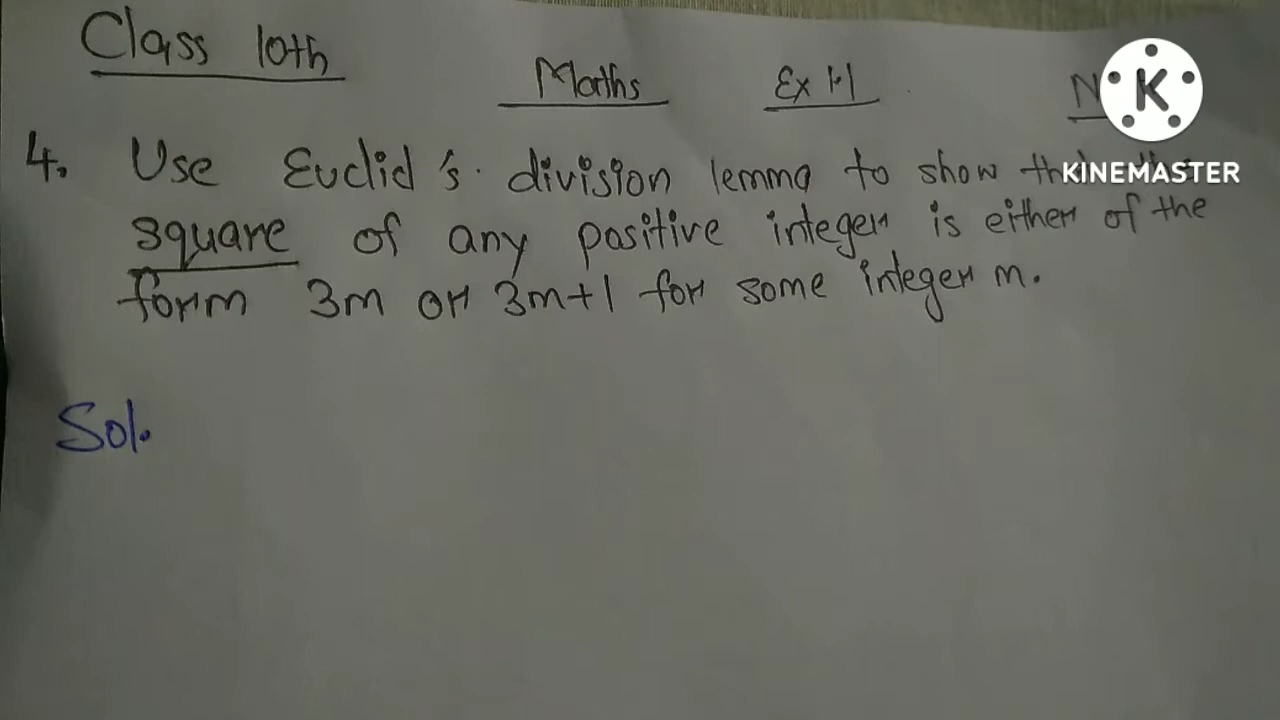 Class 10th
Maths Ex 1.1
K
KINEMASTER
4. Use Euclid's division lemma to show
square of any positive integer is either of the
form 3m or 3m+1 for some integer m.
Sol.